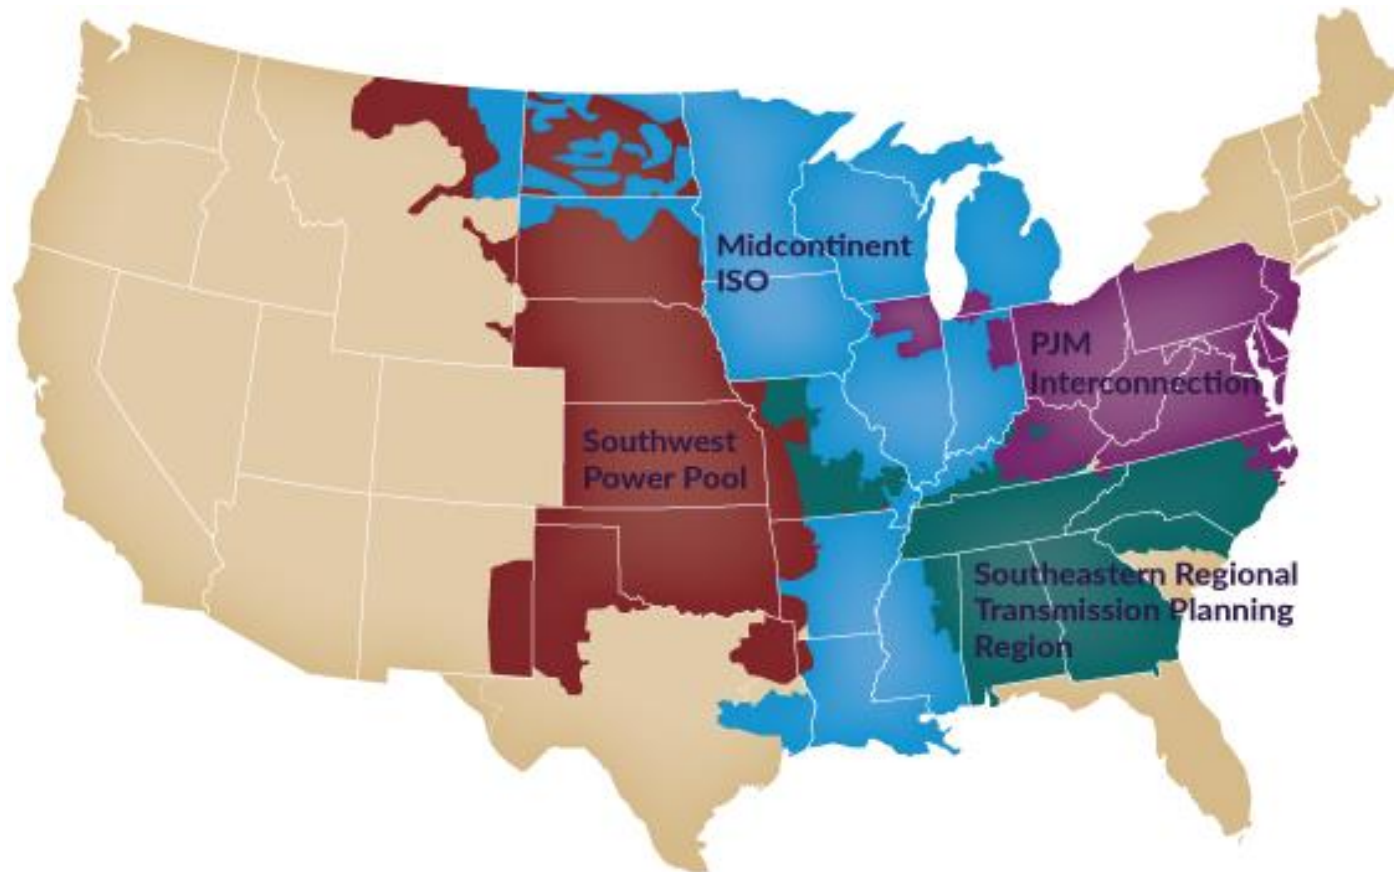 Midcontinent
ISO
PJM
Interconnection
Southwest
Power Pool
Southeastern Regional
Transmission Planning
Region